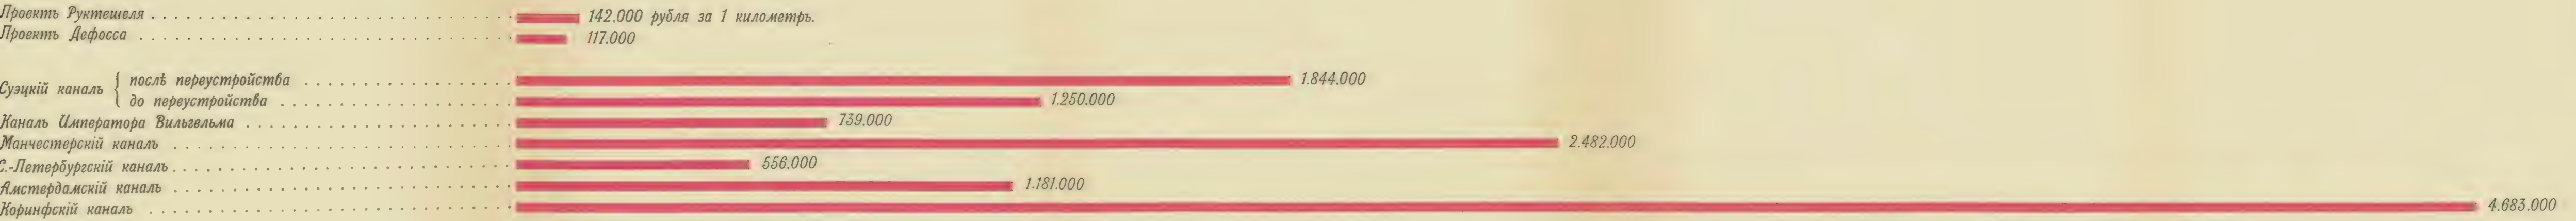 Проектъ Руктешеля 142.000 рубля за 1 километръ.
Проектъ Дефосса 117.000
Суэцкій каналъ { послѣ переустройства 1.844.000
до переустройства 1.250.000
Каналъ Императора Вильгельма 739.000
Манчестерскій каналъ 2.482.000
С.-Петербургскій каналъ 556.000
Амстердамскій каналъ 1.181.000
Коринфскій каналъ 4.683.000